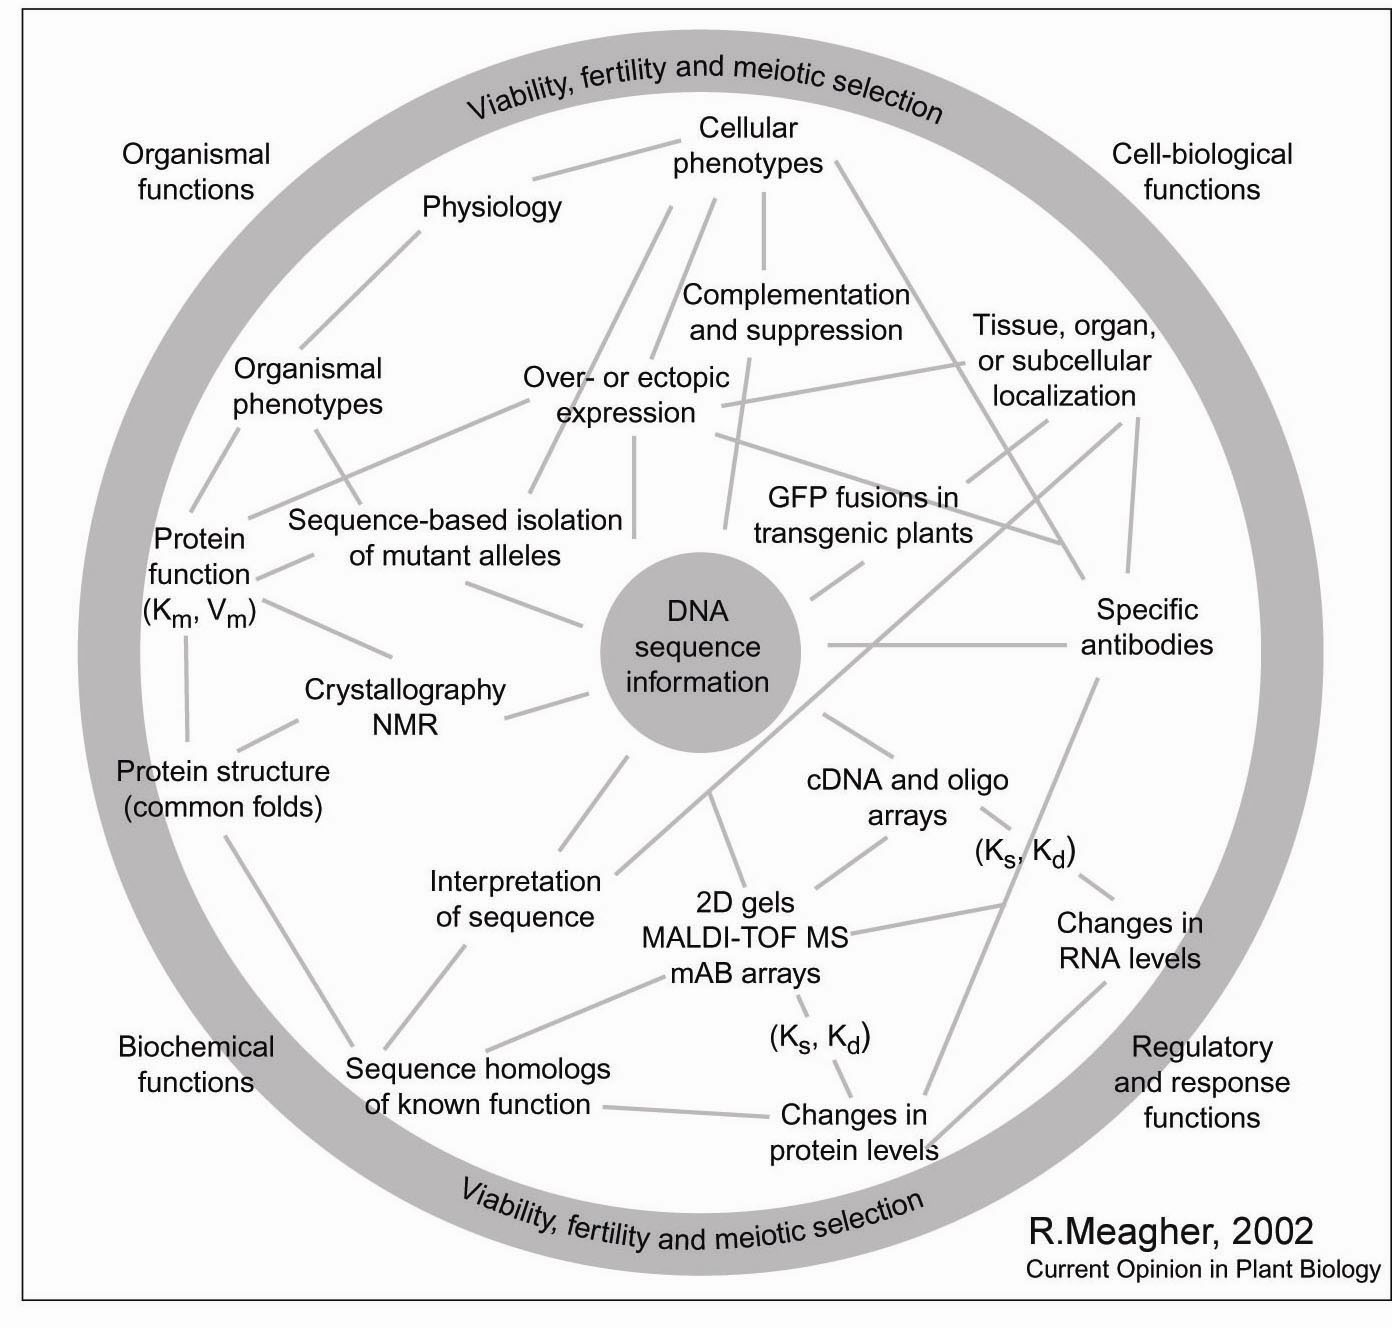 Viability, fertility and meiotic selection
Organismal
functions
Cell-biological
functions
Cellular
phenotypes
Physiology
Complementation
and suppression
Tissue, organ,
or subcellular
localization
Organismal
phenotypes
Over- or ectopic
expression
GFP fusions in
transgenic plants
Sequence-based isolation
of mutant alleles
Protein
function
(Km, Vm)
DNA
sequence
information
Specific
antibodies
Crystallography
NMR
Protein structure
(common folds)
cDNA and oligo
arrays
(Ks, Kd)
Interpretation
of sequence
2D gels
MALDI-TOF MS
mAB arrays
Changes in
RNA levels
(Ks, Kd)
Biochemical
functions
Regulatory
and response
functions
Sequence homologs
of known function
Changes in
protein levels
Viability, fertility and meiotic selection
R.Meagher, 2002
Current Opinion in Plant Biology